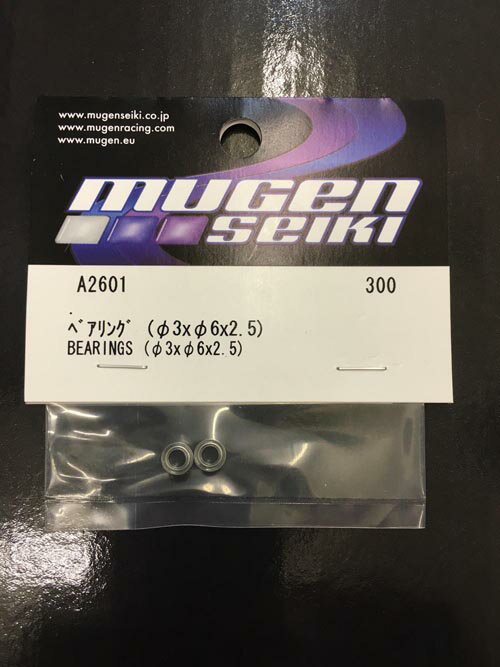 www.mugenseiki.co.jp
www.mugenracing.com
www.mugen.eu
mugen
seiki
A2601 300
ﾍﾞｱﾘﾝｸﾞ (φ3xφ6x2.5)
BEARINGS (φ3xφ6x2.5)